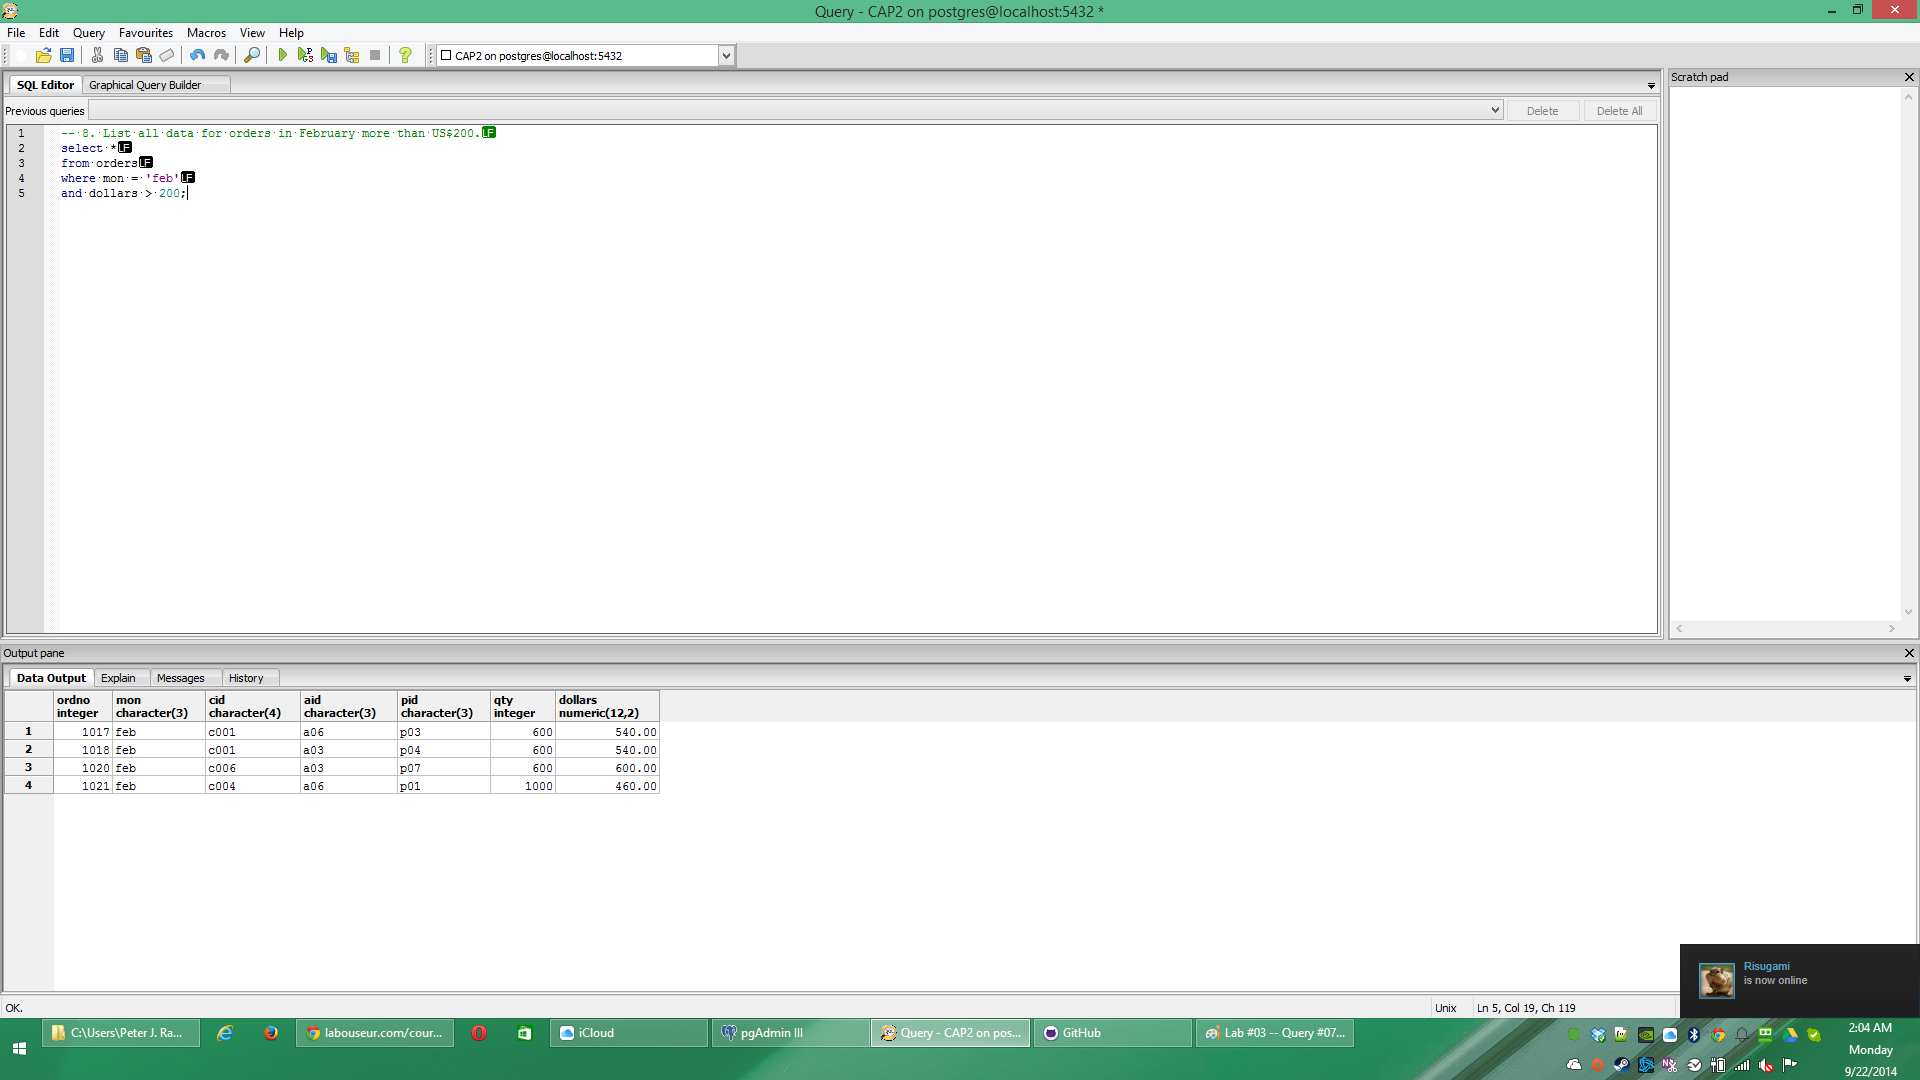 Query - CAP2 on postgres@localhost:5432 *
File Edit Query Favourites Macros View Help
CAP2 on postgres@localhost:5432
SQL Editor Graphical Query Builder
Previous queries Delete Delete All
Scratch pad
1 -- 8. List all data for orders in February more than US$200.LF
2 select *LF
3 from ordersLF
4 where mon = 'feb'LF
5 and dollars > 200;
Output pane
Data Output Explain Messages History
ordno mon cid aid pid qty dollars
integer character(3) character(4) character(3) character(3) integer numeric(12,2)
1 1017 feb c001 a06 p03 600 540.00
2 1018 feb c001 a03 p04 600 540.00
3 1020 feb c006 a03 p07 600 600.00
4 1021 feb c004 a06 p01 1000 460.00
Risugami
is now online
OK. Unix Ln 5, Col 19, Ch 119
C:\Users\Peter J. Ra... labouseur.com/cour... iCloud pgAdmin III Query - CAP2 on pos... GitHub Lab #03 -- Query #07...
2:04 AM
Monday
9/22/2014